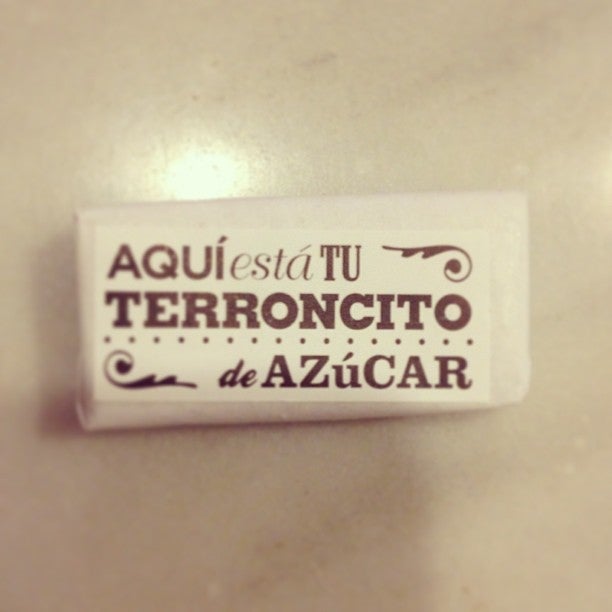 AQUÍ está TU
TERRONCITO
de AZúCAR